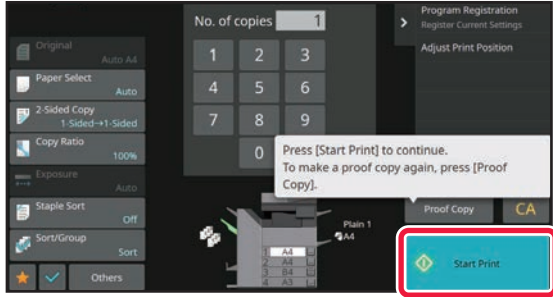 No. of copies
1
Program Registration
Register Current Settings
Adjust Print Position
Original
Auto A4
Paper Select
Auto
2-Sided Copy
1-Sided→1-Sided
Copy Ratio
100%
Exposure
Auto
Staple Sort
Off
Sort/Group
Sort
Others
1 2 3
4 5 6
7 8 9
0
Press [Start Print] to continue.
To make a proof copy again, press [Proof
Copy].
Plain 1
A4
1 A4
2 A4
3 B4
4 A3
Proof Copy
CA
Start Print